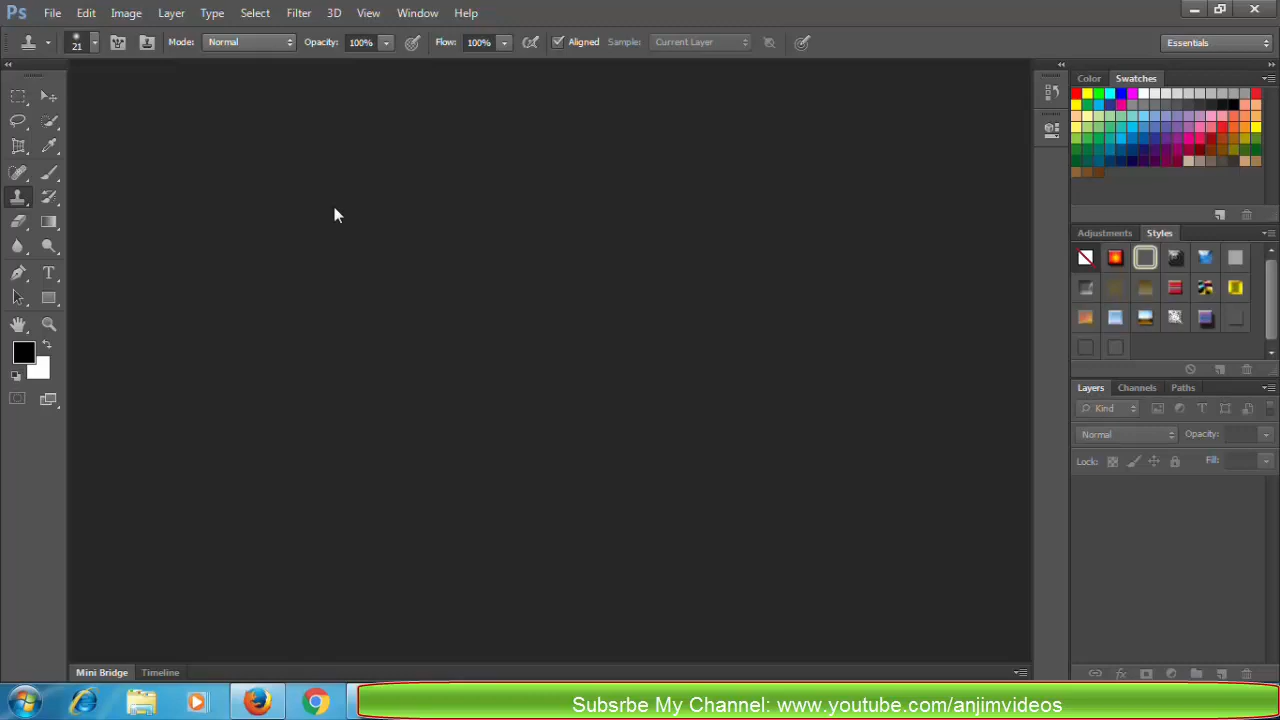 Ps File Edit Image Layer Type Select Filter 3D View Window Help
21 Mode: Normal Opacity: 100% Flow: 100% Aligned Sample: Current Layer Essentials
Color Swatches
Adjustments Styles
Layers Channels Paths
Kind
Normal Opacity:
Lock: Fill:
Mini Bridge Timeline
Subsrbe My Channel: www.youtube.com/anjimvideos